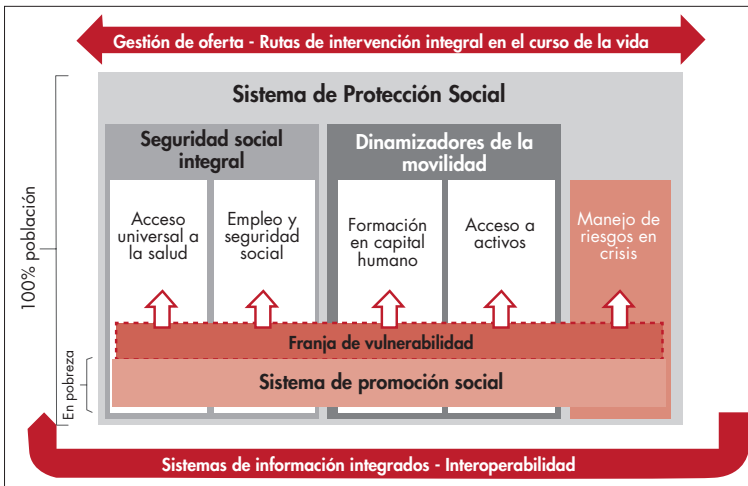 Gestión de oferta - Rutas de intervención integral en el curso de la vida
Sistema de Protección Social
Seguridad social
integral
Dinamizadores de la
movilidad
Acceso
universal a
la salud
Empleo y
seguridad
social
Formación
en capital
humano
Acceso a
activos
Manejo de
riesgos en
crisis
100% población
Franja de vulnerabilidad
En pobreza
Sistema de promoción social
Sistemas de información integrados - Interoperabilidad